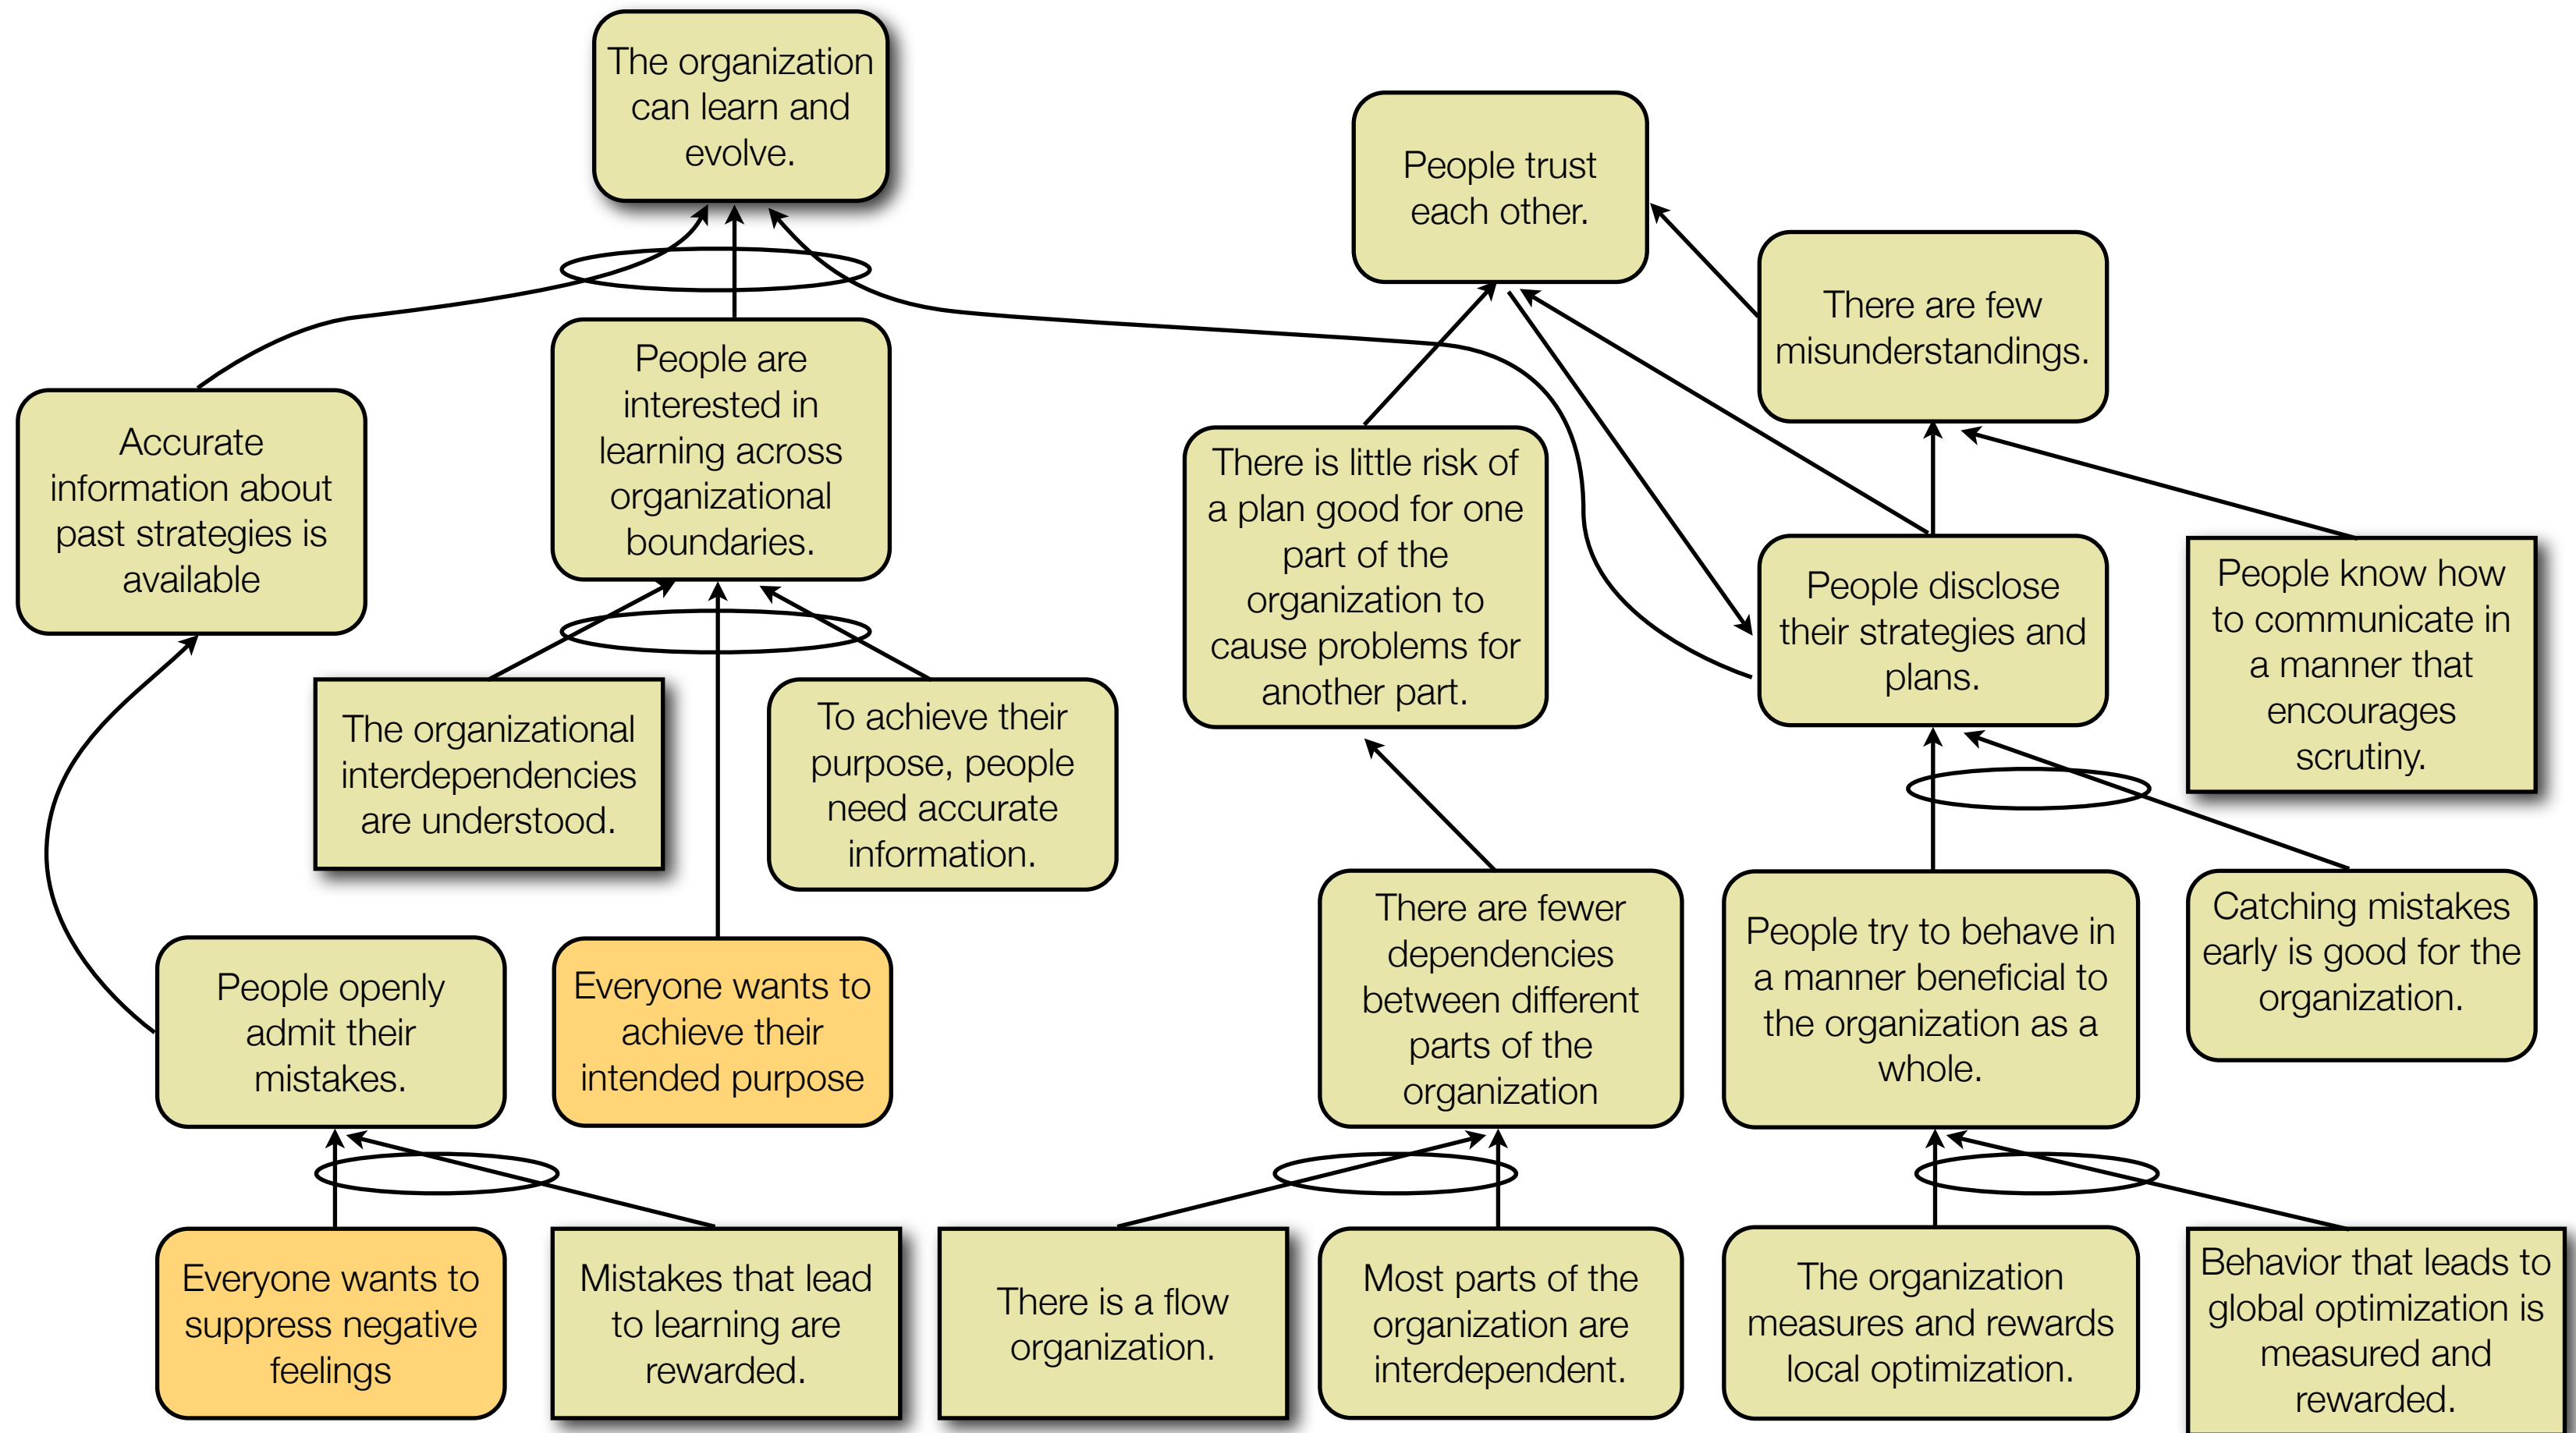 The organization
can learn and
evolve.
People trust
each other.
There are few
misunderstandings.
People are
interested in
learning across
organizational
boundaries.
Accurate
information about
past strategies is
available
There is little risk of
a plan good for one
part of the
organization to
cause problems for
another part.
People disclose
their strategies and
plans.
People know how
to communicate in
a manner that
encourages
scrutiny.
The organizational
interdependencies
are understood.
To achieve their
purpose, people
need accurate
information.
People openly
admit their
mistakes.
Everyone wants to
achieve their
intended purpose
There are fewer
dependencies
between different
parts of the
organization
People try to behave in
a manner beneficial to
the organization as a
whole.
Catching mistakes
early is good for the
organization.
Everyone wants to
suppress negative
feelings
Mistakes that lead
to learning are
rewarded.
There is a flow
organization.
Most parts of the
organization are
interdependent.
The organization
measures and rewards
local optimization.
Behavior that leads to
global optimization is
measured and
rewarded.